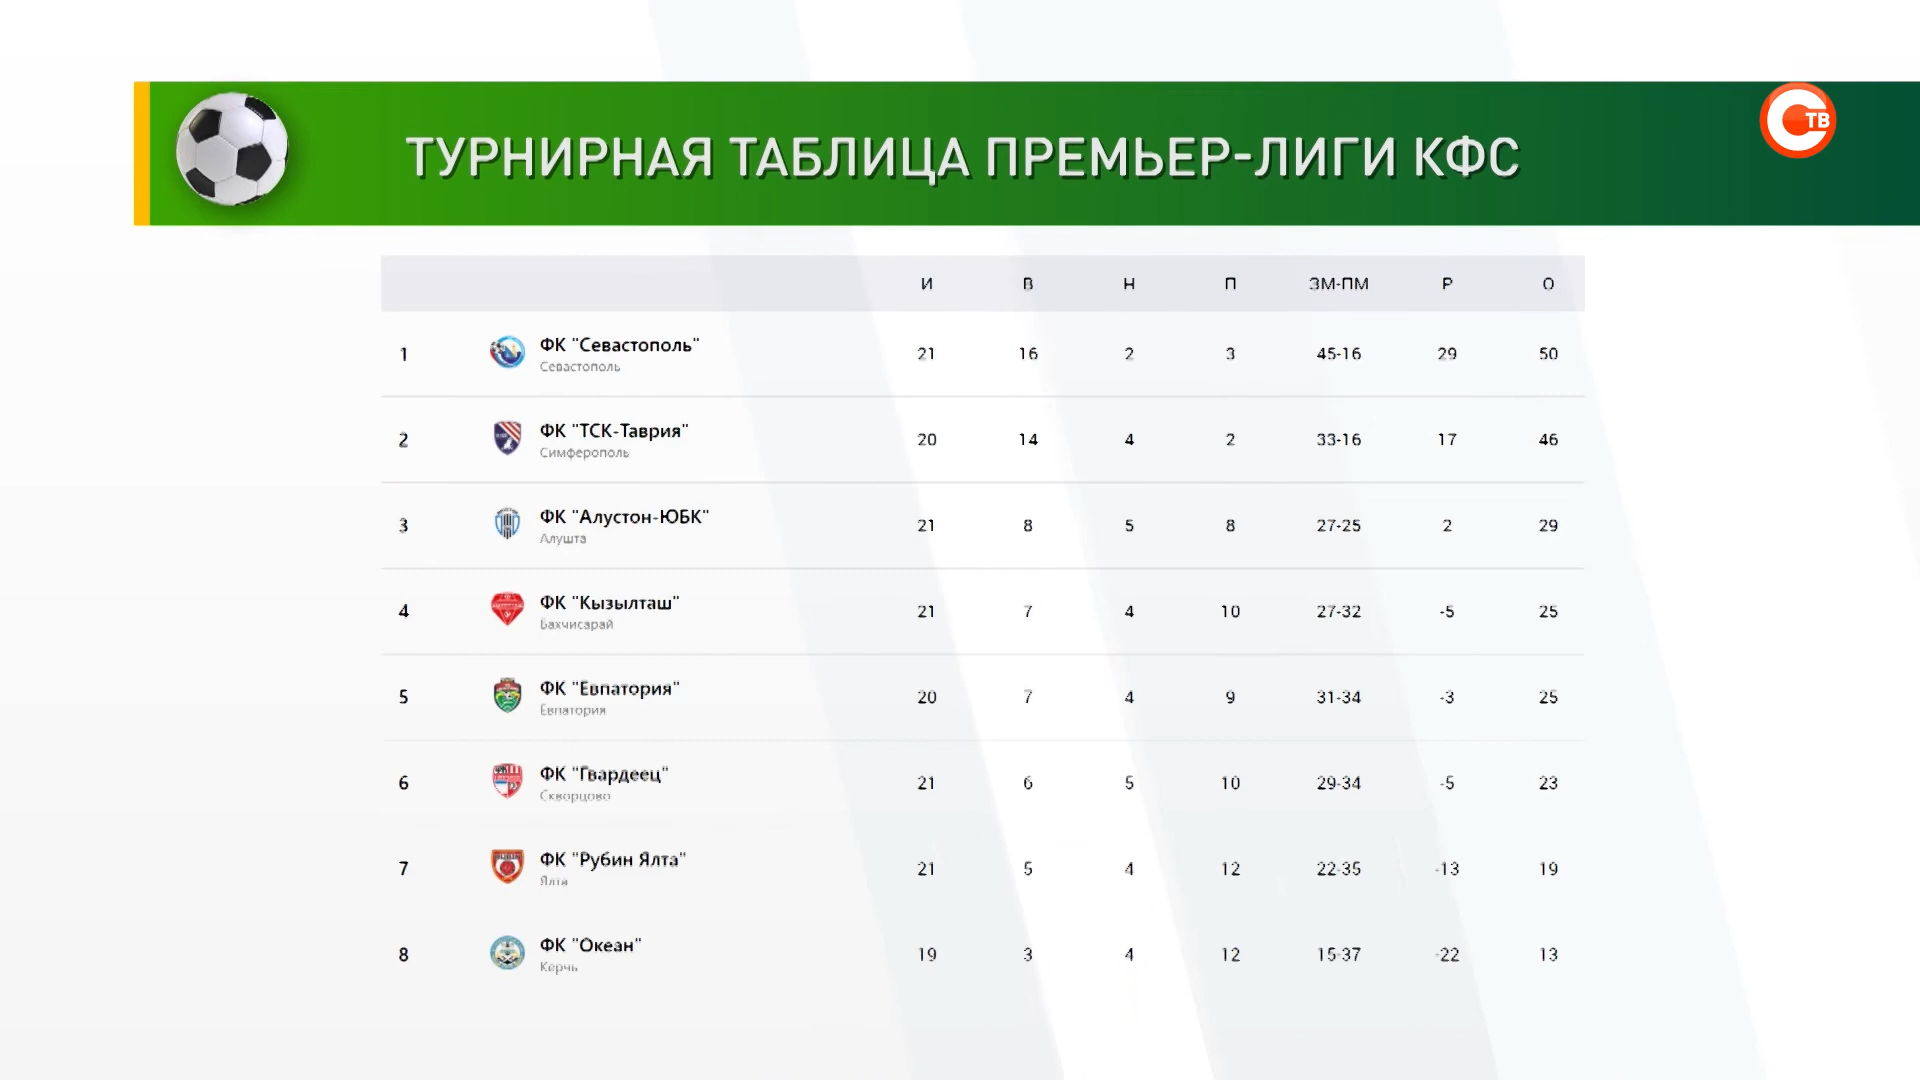 ТУРНИРНАЯ ТАБЛИЦА ПРЕМЬЕР-ЛИГИ КФС
СТВ
И В Н П ЗМ-ПМ Р О
1 ФК "Севастополь" 21 16 2 3 45-16 29 50
Севастополь
2 ФК "ТСК-Таврия" 20 14 4 2 33-16 17 46
Симферополь
3 ФК "Алустон-ЮБК" 21 8 5 8 27-25 2 29
Алушта
4 ФК "Кызылташ" 21 7 4 10 27-32 -5 25
Бахчисарай
5 ФК "Евпатория" 20 7 4 9 31-34 -3 25
Евпатория
6 ФК "Гвардеец" 21 6 5 10 29-34 -5 23
Скворцово
7 ФК "Рубин Ялта" 21 5 4 12 22-35 -13 19
Ялта
8 ФК "Океан" 19 3 4 12 15-37 -22 13
Керчь